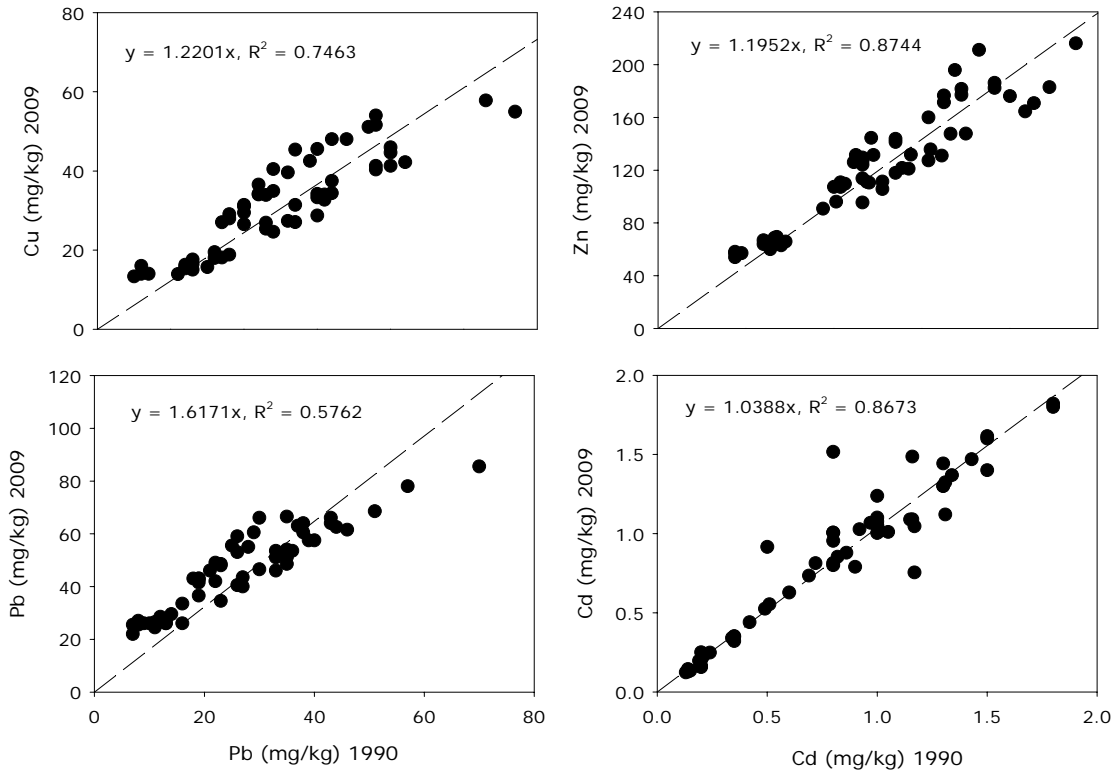 80
60
40
20
0
Cu (mg/kg) 2009
y = 1.2201x, R² = 0.7463
240
200
160
120
80
40
0
Zn (mg/kg) 2009
y = 1.1952x, R² = 0.8744
120
100
80
60
40
20
0
Pb (mg/kg) 2009
y = 1.6171x, R² = 0.5762
0 20 40 60 80
Pb (mg/kg) 1990
2.0
1.5
1.0
0.5
0.0
Cd (mg/kg) 2009
y = 1.0388x, R² = 0.8673
0.0 0.5 1.0 1.5 2.0
Cd (mg/kg) 1990